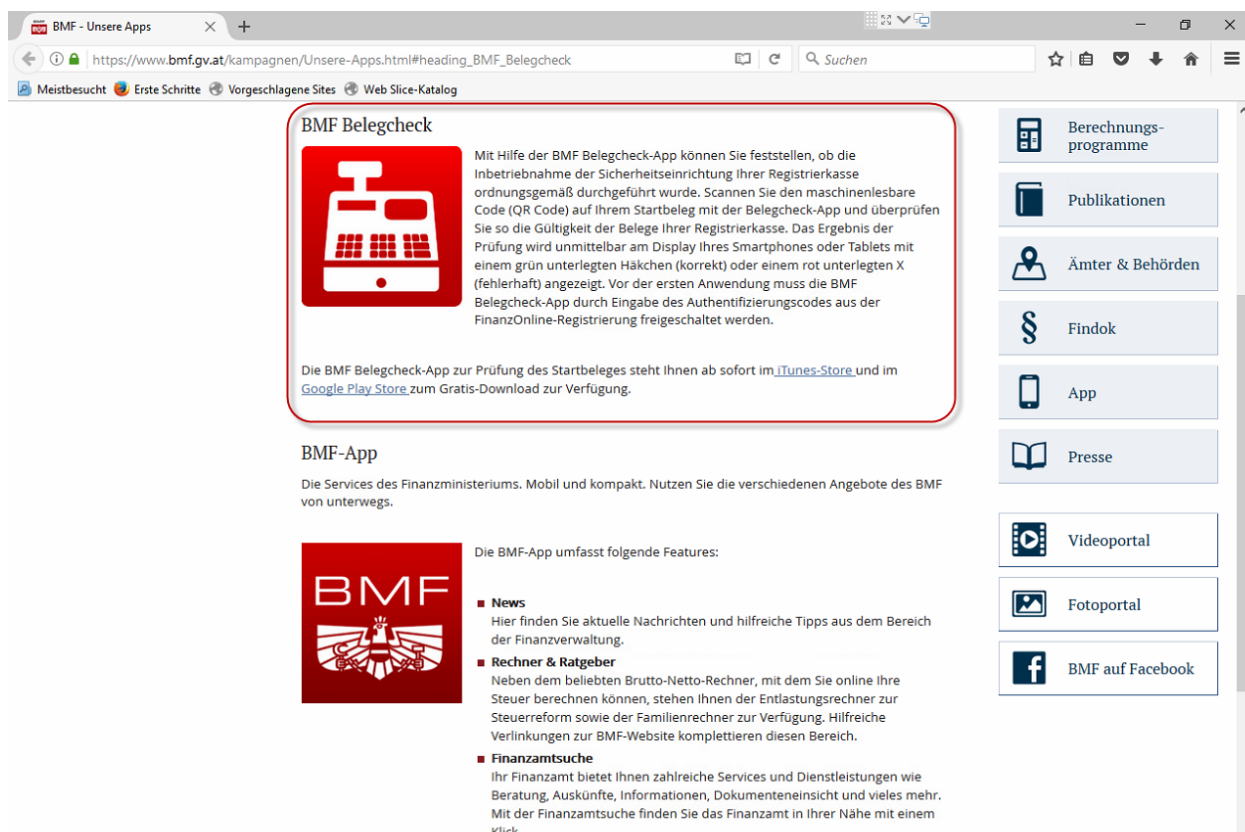 BMF - Unsere Apps
https://www.bmf.gv.at/kampagnen/Unsere-Apps.html#heading_BMF_Belegcheck
Suchen
Meistbesucht Erste Schritte Vorgeschlagene Sites Web Slice-Katalog
BMF Belegcheck
Mit Hilfe der BMF Belegcheck-App können Sie feststellen, ob die
Inbetriebnahme der Sicherheitseinrichtung Ihrer Registrierkasse
ordnungsgemäß durchgeführt wurde. Scannen Sie den maschinenlesbare
Code (QR Code) auf Ihrem Startbeleg mit der Belegcheck-App und überprüfen
Sie so die Gültigkeit der Belege Ihrer Registrierkasse. Das Ergebnis der
Prüfung wird unmittelbar am Display Ihres Smartphones oder Tablets mit
einem grün unterlegten Häkchen (korrekt) oder einem rot unterlegten X
(fehlerhaft) angezeigt. Vor der ersten Anwendung muss die BMF
Belegcheck-App durch Eingabe des Authentifizierungscodes aus der
FinanzOnline-Registrierung freigeschaltet werden.
Die BMF Belegcheck-App zur Prüfung des Startbeleges steht Ihnen ab sofort im iTunes-Store und im
Google Play Store zum Gratis-Download zur Verfügung.
BMF-App
Die Services des Finanzministeriums. Mobil und kompakt. Nutzen Sie die verschiedenen Angebote des BMF
von unterwegs.
BMF
Die BMF-App umfasst folgende Features:
News
Hier finden Sie aktuelle Nachrichten und hilfreiche Tipps aus dem Bereich
der Finanzverwaltung.
Rechner & Ratgeber
Neben dem beliebten Brutto-Netto-Rechner, mit dem Sie online Ihre
Steuer berechnen können, stehen Ihnen der Entlastungsrechner zur
Steuerreform sowie der Familienrechner zur Verfügung. Hilfreiche
Verlinkungen zur BMF-Website komplettieren diesen Bereich.
Finanzamtsuche
Ihr Finanzamt bietet Ihnen zahlreiche Services und Dienstleistungen wie
Beratung, Auskünfte, Informationen, Dokumenteneinsicht und vieles mehr.
Mit der Finanzamtsuche finden Sie das Finanzamt in Ihrer Nähe mit einem
Klick
Berechnungs-
programme
Publikationen
Ämter & Behörden
§ Findok
App
Presse
Videoportal
Fotoportal
f BMF auf Facebook